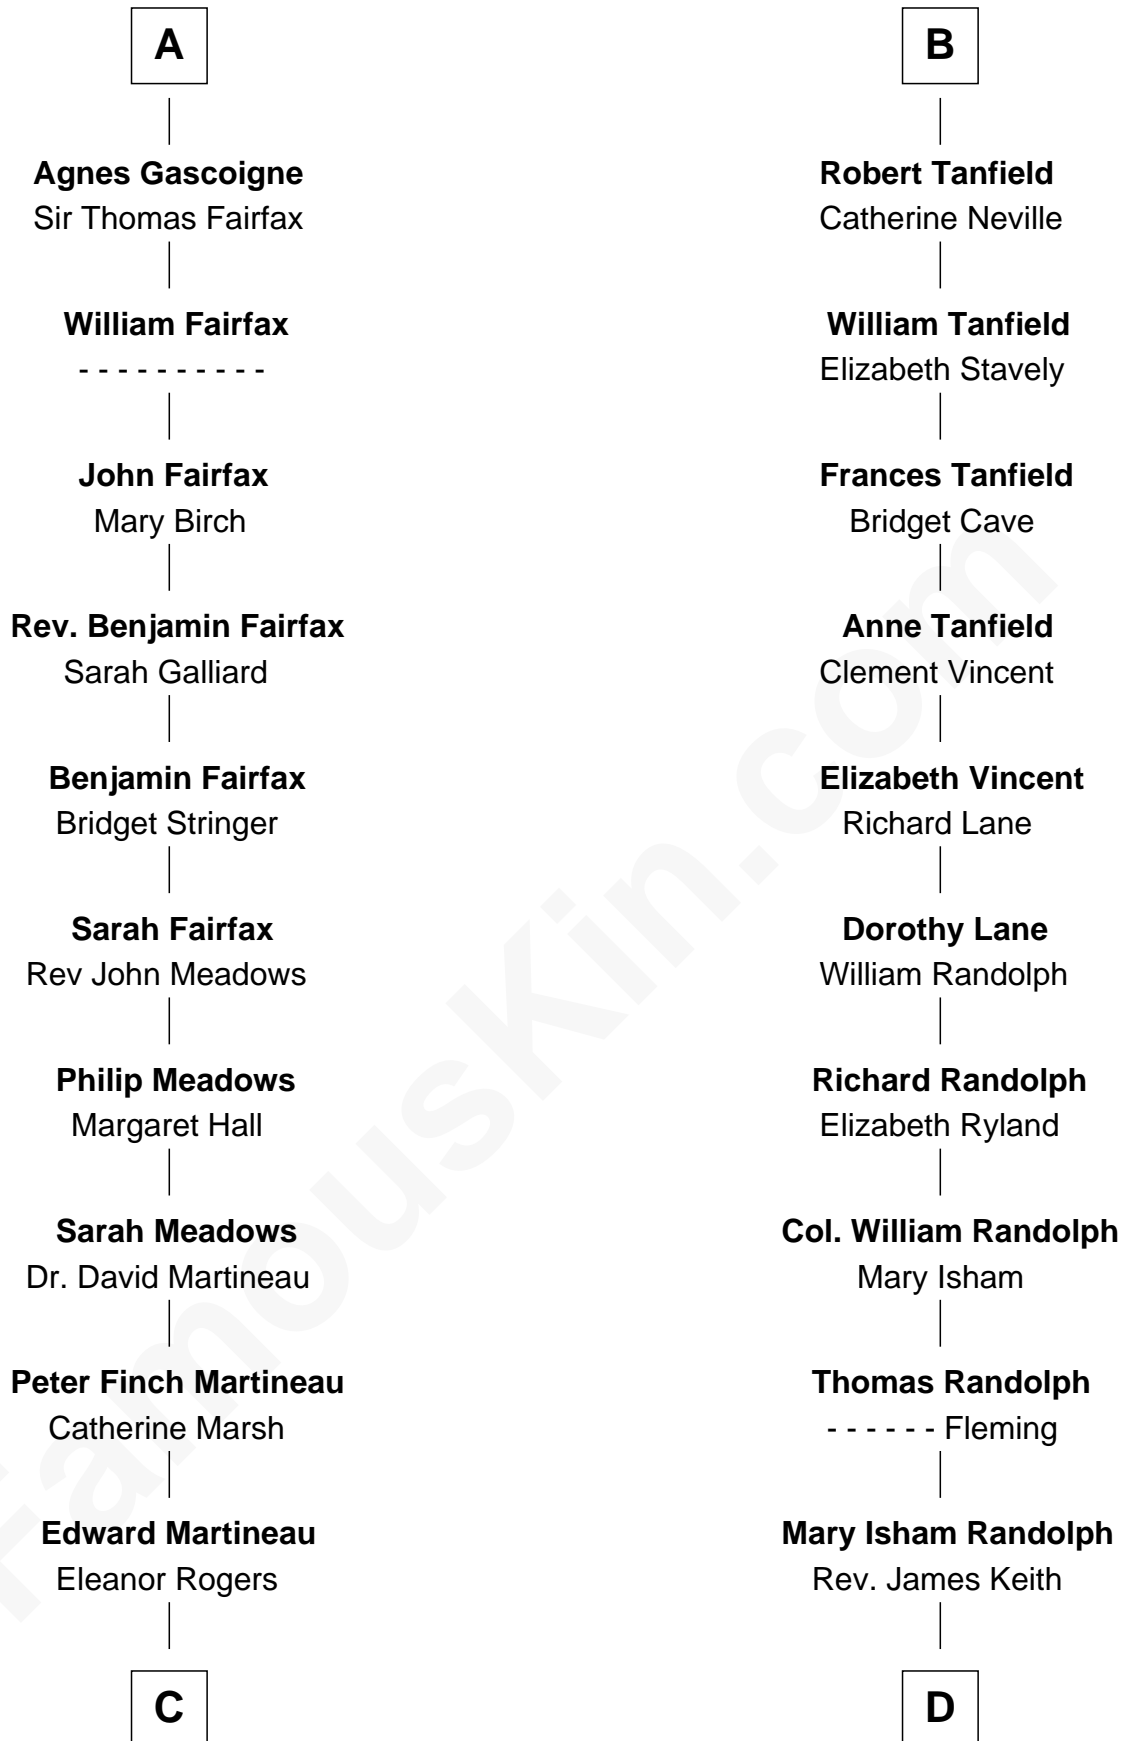 A
Agnes Gascoigne
Sir Thomas Fairfax
William Fairfax
- - - - - - - - - -
John Fairfax
Mary Birch
Rev. Benjamin Fairfax
Sarah Galliard
Benjamin Fairfax
Bridget Stringer
Sarah Fairfax
Rev John Meadows
Philip Meadows
Margaret Hall
Sarah Meadows
Dr. David Martineau
Peter Finch Martineau
Catherine Marsh
Edward Martineau
Eleanor Rogers
C
B
Robert Tanfield
Catherine Neville
William Tanfield
Elizabeth Stavely
Frances Tanfield
Bridget Cave
Anne Tanfield
Clement Vincent
Elizabeth Vincent
Richard Lane
Dorothy Lane
William Randolph
Richard Randolph
Elizabeth Ryland
Col. William Randolph
Mary Isham
Thomas Randolph
- - - - - - Fleming
Mary Isham Randolph
Rev. James Keith
D
FamousKin.com